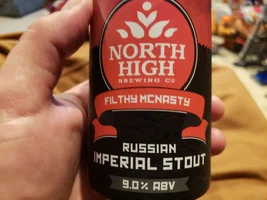 NORTH
HIGH
BREWING CO
FILTHY MCNASTY
RUSSIAN
IMPERIAL STOUT
9.0% ABV